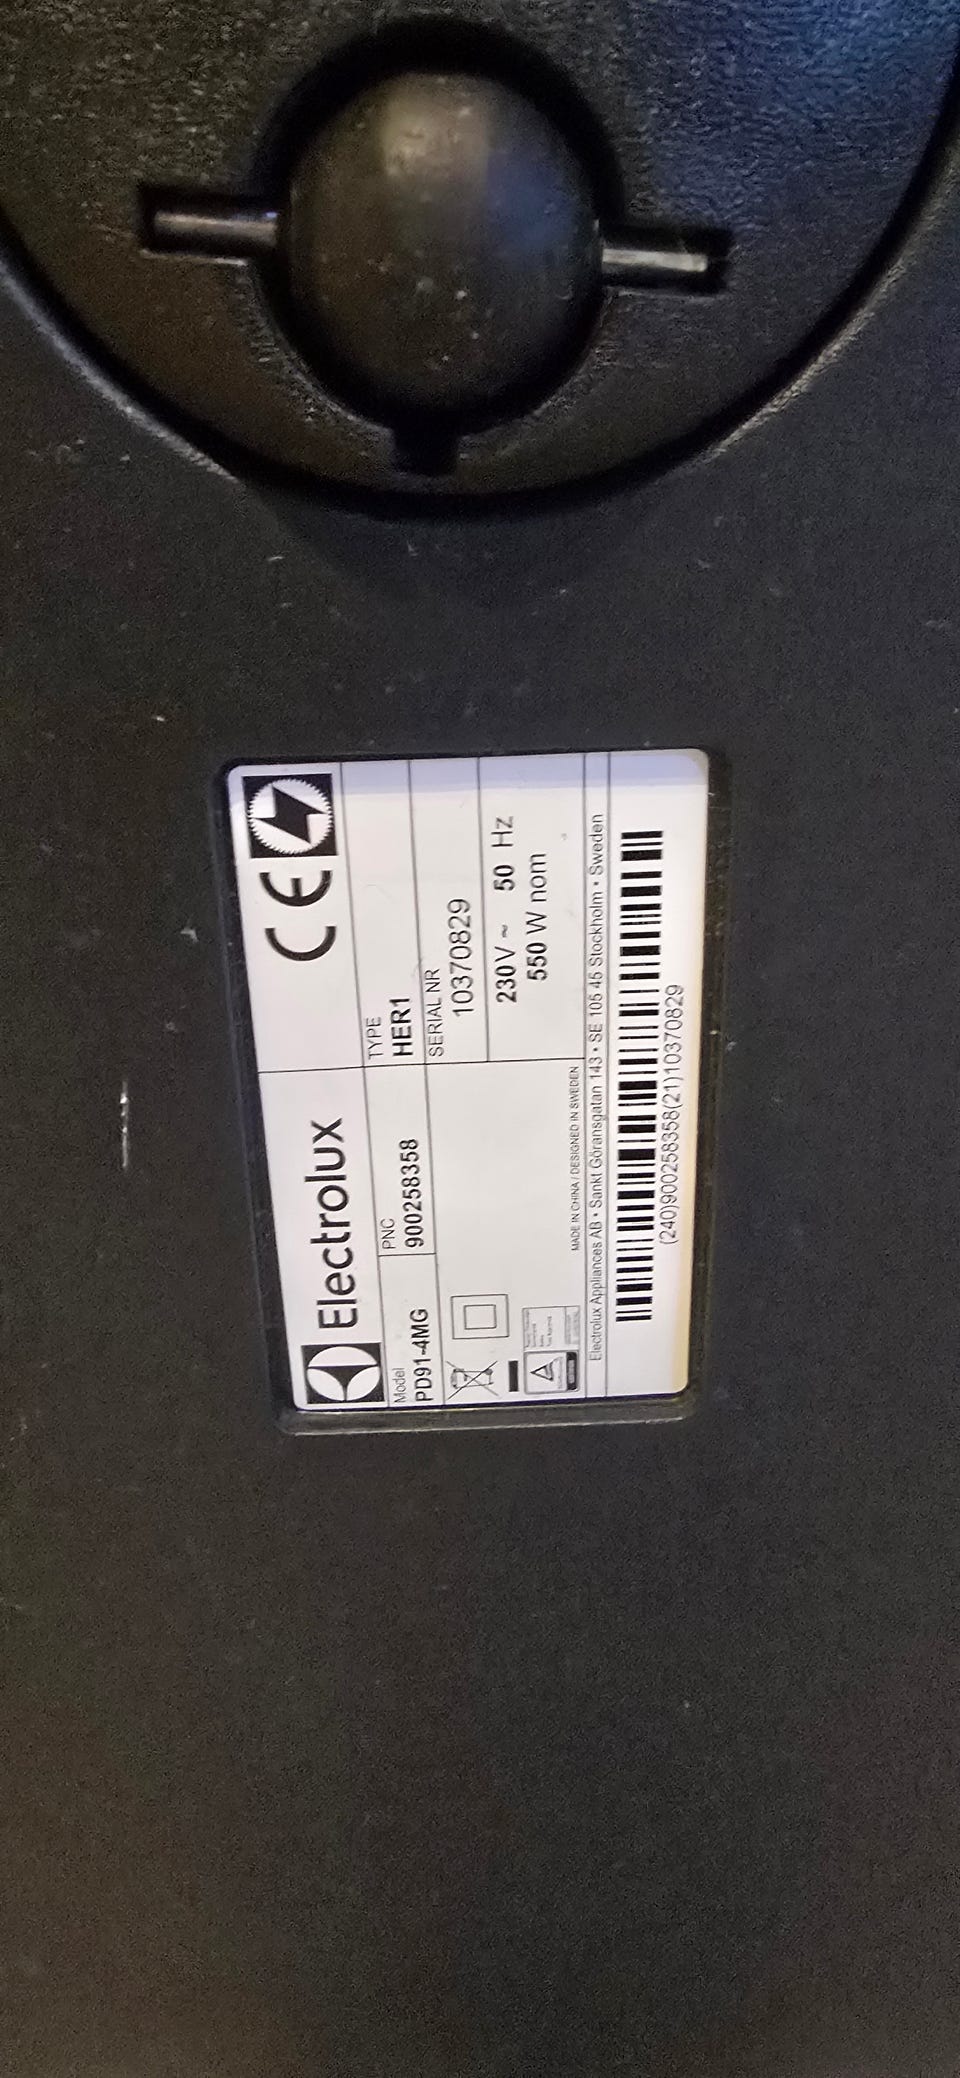 Electrolux CE
Model PNC TYPE
PD91-4MG 900258358 HER1
SERIAL NR
10370829
230V ~ 50 Hz
550 W nom
MADE IN CHINA / DESIGNED IN SWEDEN
Electrolux Appliances AB • Sankt Göransgatan 143 • SE 105 45 Stockholm • Sweden
(240)900258358(21)10370829